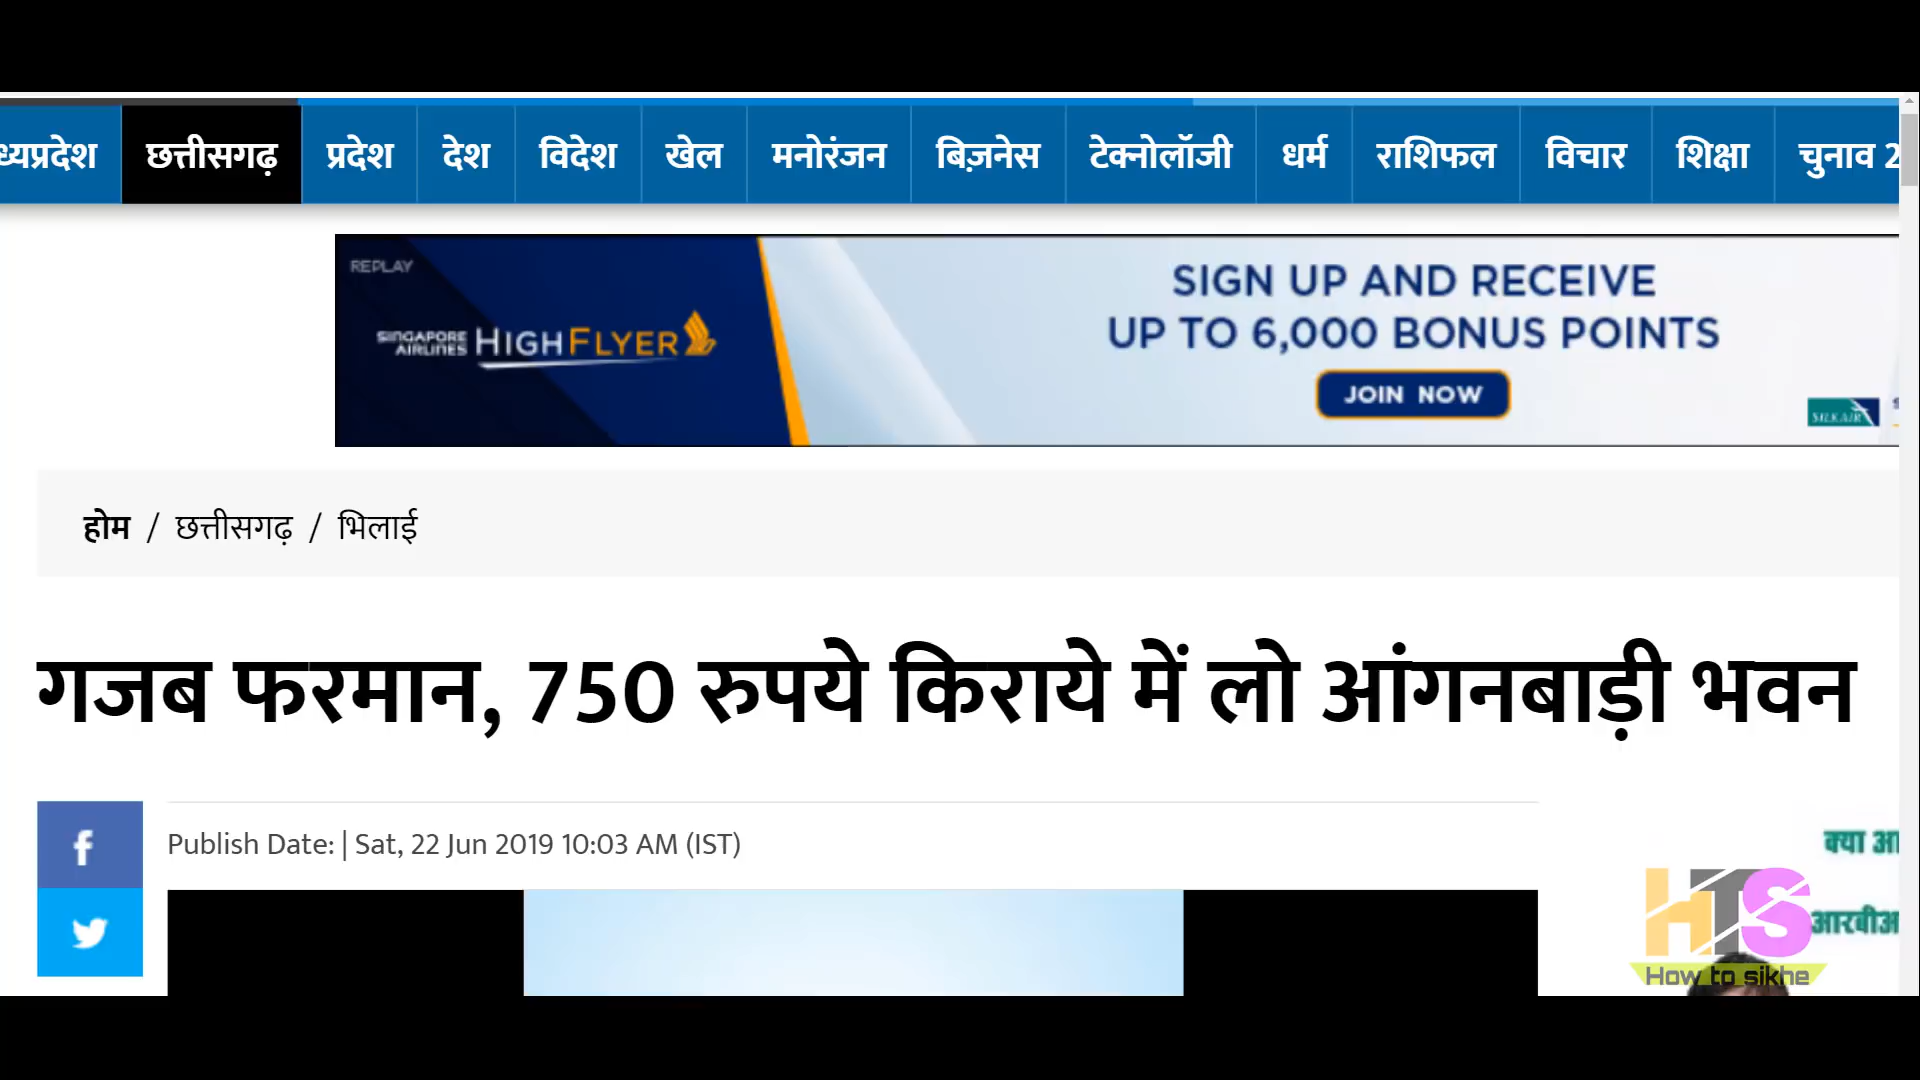 छत्तीसगढ़ प्रदेश देश विदेश खेल मनोरंजन बिज़नेस टेक्नोलॉजी धर्म राशिफल विचार शिक्षा चुनाव
REPLAY
SINGAPORE AIRLINES HIGHFLYER
SIGN UP AND RECEIVE
UP TO 6,000 BONUS POINTS
JOIN NOW
SILKAIR
होम / छत्तीसगढ़ / भिलाई
गजब फरमान, 750 रुपये किराये में लो आंगनबाड़ी भवन
Publish Date: | Sat, 22 Jun 2019 10:03 AM (IST)
क्या
HTS
How to sikhe